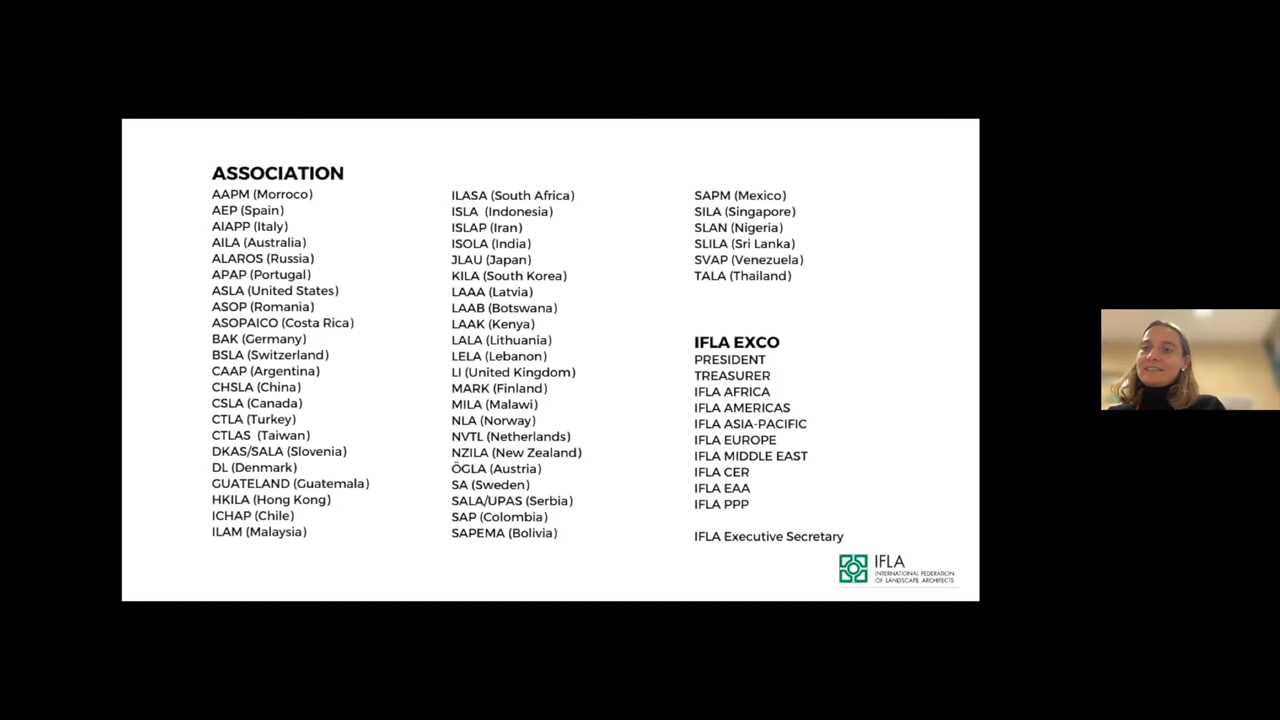 ASSOCIATION
AAPM (Morroco)
AEP (Spain)
AIAPP (Italy)
AILA (Australia)
ALAROS (Russia)
APAP (Portugal)
ASLA (United States)
ASOP (Romania)
ASOPAICO (Costa Rica)
BAK (Germany)
BSLA (Switzerland)
CAAP (Argentina)
CHSLA (China)
CSLA (Canada)
CTLA (Turkey)
CTLAS (Taiwan)
DKAS/SALA (Slovenia)
DL (Denmark)
GUATELAND (Guatemala)
HKILA (Hong Kong)
ICHAP (Chile)
ILAM (Malaysia)
ILASA (South Africa)
ISLA (Indonesia)
ISLAP (Iran)
ISOLA (India)
JLAU (Japan)
KILA (South Korea)
LAAA (Latvia)
LAAB (Botswana)
LAAK (Kenya)
LALA (Lithuania)
LELA (Lebanon)
LI (United Kingdom)
MARK (Finland)
MILA (Malawi)
NLA (Norway)
NVTL (Netherlands)
NZILA (New Zealand)
ÖGLA (Austria)
SA (Sweden)
SALA/UPAS (Serbia)
SAP (Colombia)
SAPEMA (Bolivia)
SAPM (Mexico)
SILA (Singapore)
SLAN (Nigeria)
SLILA (Sri Lanka)
SVAP (Venezuela)
TALA (Thailand)
IFLA EXCO
PRESIDENT
TREASURER
IFLA AFRICA
IFLA AMERICAS
IFLA ASIA-PACIFIC
IFLA EUROPE
IFLA MIDDLE EAST
IFLA CER
IFLA EAA
IFLA PPP
IFLA Executive Secretary
IFLA
INTERNATIONAL FEDERATION
OF LANDSCAPE ARCHITECTS